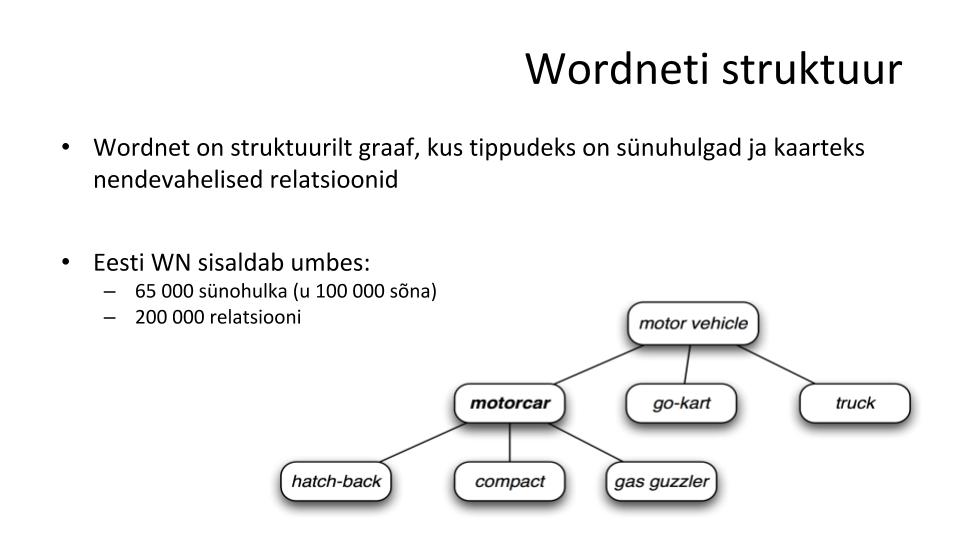 Wordneti struktuur
• Wordnet on struktuurilt graaf, kus tippudeks on sünuhulgad ja kaarteks
nendevahelised relatsioonid
• Eesti WN sisaldab umbes:
– 65 000 sünohulka (u 100 000 sõna)
– 200 000 relatsiooni
motor vehicle
motorcar
go-kart
truck
hatch-back
compact
gas guzzler